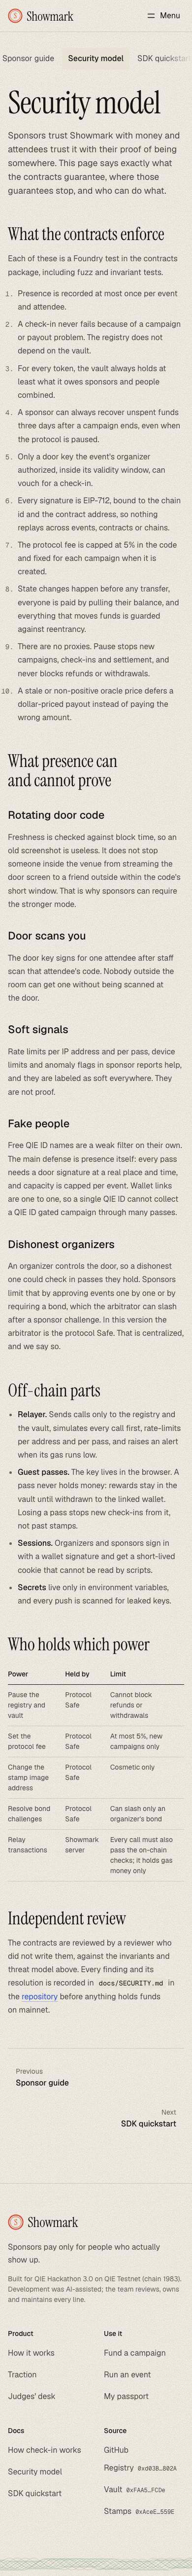 Showmark
Menu
Sponsor guide Security model SDK quickstart
Security model
Sponsors trust Showmark with money and
attendees trust it with their proof of being
somewhere. This page says exactly what
the contracts guarantee, where those
guarantees stop, and who can do what.
What the contracts enforce
Each of these is a Foundry test in the contracts
package, including fuzz and invariant tests.
1. Presence is recorded at most once per event
and attendee.
2. A check-in never fails because of a campaign
or payout problem. The registry does not
depend on the vault.
3. For every token, the vault always holds at
least what it owes sponsors and people
combined.
4. A sponsor can always recover unspent funds
three days after a campaign ends, even when
the protocol is paused.
5. Only a door key the event's organizer
authorized, inside its validity window, can
vouch for a check-in.
6. Every signature is EIP-712, bound to the chain
id and the contract address, so nothing
replays across events, contracts or chains.
7. The protocol fee is capped at 5% in the code
and fixed for each campaign when it is
created.
8. State changes happen before any transfer,
everyone is paid by pulling their balance, and
everything that moves funds is guarded
against reentrancy.
9. There are no proxies. Pause stops new
campaigns, check-ins and settlement, and
never blocks refunds or withdrawals.
10. A stale or non-positive oracle price defers a
dollar-priced payout instead of paying the
wrong amount.
What presence can
and cannot prove
Rotating door code
Freshness is checked against block time, so an
old screenshot is useless. It does not stop
someone inside the venue from streaming the
door screen to a friend outside within the code's
short window. That is why sponsors can require
the stronger mode.
Door scans you
The door key signs for one attendee after staff
scan that attendee's code. Nobody outside the
room can get one without being scanned at
the door.
Soft signals
Rate limits per IP address and per pass, device
limits and anomaly flags in sponsor reports help,
and they are labeled as soft everywhere. They
are not proof.
Fake people
Free QIE ID names are a weak filter on their own.
The main defense is presence itself: every pass
needs a door signature at a real place and time,
and capacity is capped per event. Wallet links
are one to one, so a single QIE ID cannot collect
a QIE ID gated campaign through many passes.
Dishonest organizers
An organizer controls the door, so a dishonest
one could check in passes they hold. Sponsors
limit that by approving events one by one or by
requiring a bond, which the arbitrator can slash
after a sponsor challenge. In this version the
arbitrator is the protocol Safe. That is centralized,
and we say so.
Off-chain parts
• Relayer. Sends calls only to the registry and
the vault, simulates every call first, rate-limits
per address and per pass, and raises an alert
when its gas runs low.
• Guest passes. The key lives in the browser. A
pass never holds money: rewards stay in the
vault until withdrawn to the linked wallet.
Losing a pass stops new check-ins from it,
not past stamps.
• Sessions. Organizers and sponsors sign in
with a wallet signature and get a short-lived
cookie that cannot be read by scripts.
• Secrets live only in environment variables,
and every push is scanned for leaked keys.
Who holds which power
Power Held by Limit
Pause the registry and vault Protocol Safe Cannot block refunds or withdrawals
Set the protocol fee Protocol Safe At most 5%, new campaigns only
Change the stamp image address Protocol Safe Cosmetic only
Resolve bond challenges Protocol Safe Can slash only an organizer's bond
Relay transactions Showmark server Every call must also pass the on-chain checks; it holds gas money only
Independent review
The contracts are reviewed by a reviewer who
did not write them, against the invariants and
threat model above. Every finding and its
resolution is recorded in docs/SECURITY.md in
the repository before anything holds funds
on mainnet.
Previous
Sponsor guide
Next
SDK quickstart
Showmark
Sponsors pay only for people who actually
show up.
Built for QIE Hackathon 3.0 on QIE Testnet (chain 1983).
Development was AI-assisted; the team reviews, owns
and maintains every line.
Product Use it
How it works Fund a campaign
Traction Run an event
Judges' desk My passport
Docs Source
How check-in works GitHub
Security model Registry 0xd03B…802A
SDK quickstart Vault 0xFAA5…FCDe
Stamps 0xAceE…559E